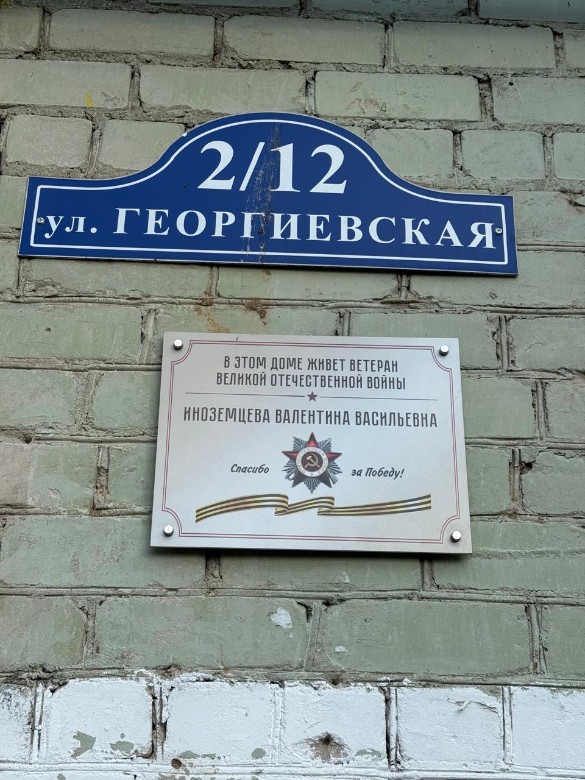 2/12
ул. ГЕОРГИЕВСКАЯ
В ЭТОМ ДОМЕ ЖИВЕТ ВЕТЕРАН
ВЕЛИКОЙ ОТЕЧЕСТВЕННОЙ ВОЙНЫ
ИНОЗЕМЦЕВА ВАЛЕНТИНА ВАСИЛЬЕВНА
Спасибо за Победу!